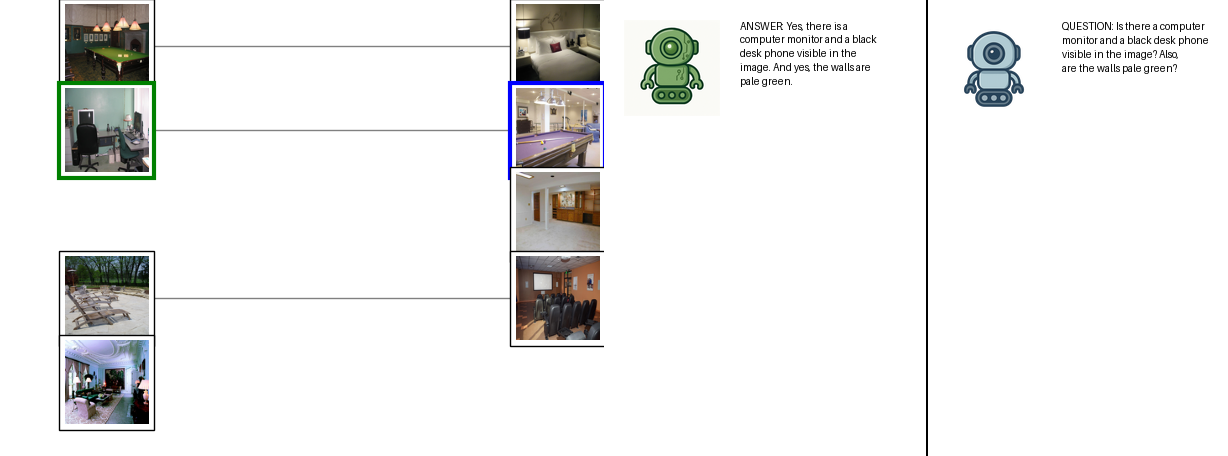 ANSWER: Yes, there is a
computer monitor and a black
desk phone visible in the
image. And yes, the walls are
pale green.
QUESTION: Is there a computer
monitor and a black desk phone
visible in the image? Also,
are the walls pale green?